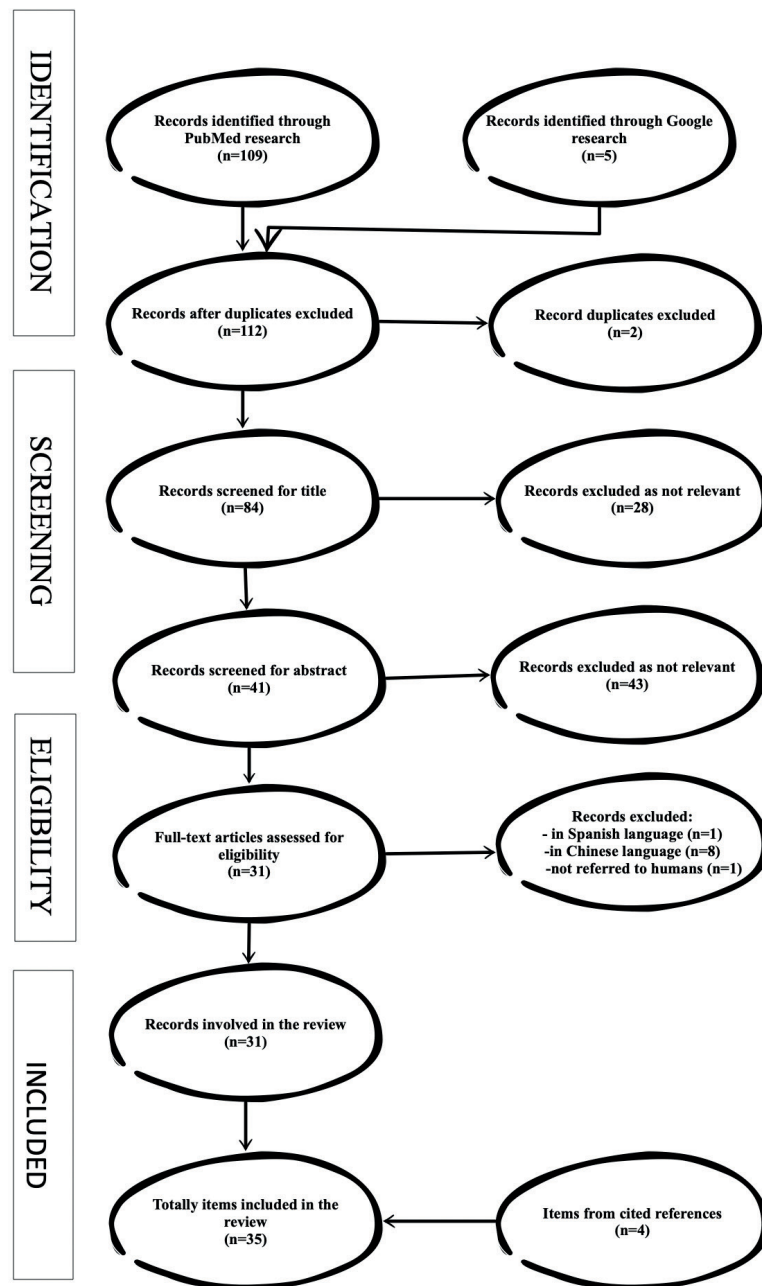 IDENTIFICATION
Records identified through
PubMed research
(n=109)
Records identified through Google
research
(n=5)
Records after duplicates excluded
(n=112)
Record duplicates excluded
(n=2)
SCREENING
Records screened for title
(n=84)
Records excluded as not relevant
(n=28)
Records screened for abstract
(n=41)
Records excluded as not relevant
(n=43)
ELIGIBILITY
Full-text articles assessed for
eligibility
(n=31)
Records excluded:
- in Spanish language (n=1)
-in Chinese language (n=8)
-not referred to humans (n=1)
INCLUDED
Records involved in the review
(n=31)
Totally items included in the
review
(n=35)
Items from cited references
(n=4)